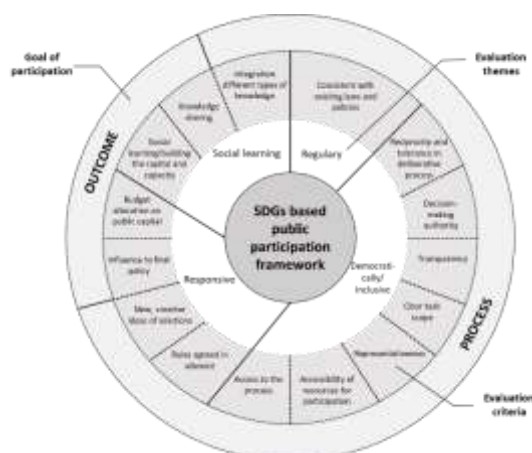 Goal of
participation
Evaluation
themes
Integration
different types of
knowledge
Consistent with
existing laws and
policies
Knowledge
sharing
Reciprocity and
tolerance in
deliberative
process
Social
learning/building
the capital and
capacity
Social learning
Regulary
OUTCOME
Decision-
making
authority
Budget
allocation as
public capital
SDGs based
public
participation
framework
Transparency
Influence to final
policy
Responsive
Democrati-
cally/
Inclusive
Clear task
scope
PROCESS
New, creative
ideas of solutions
Representativeness
Rules agreed in
advance
Access to the
process
Accessibility of
resources for
participation
Evaluation
criteria